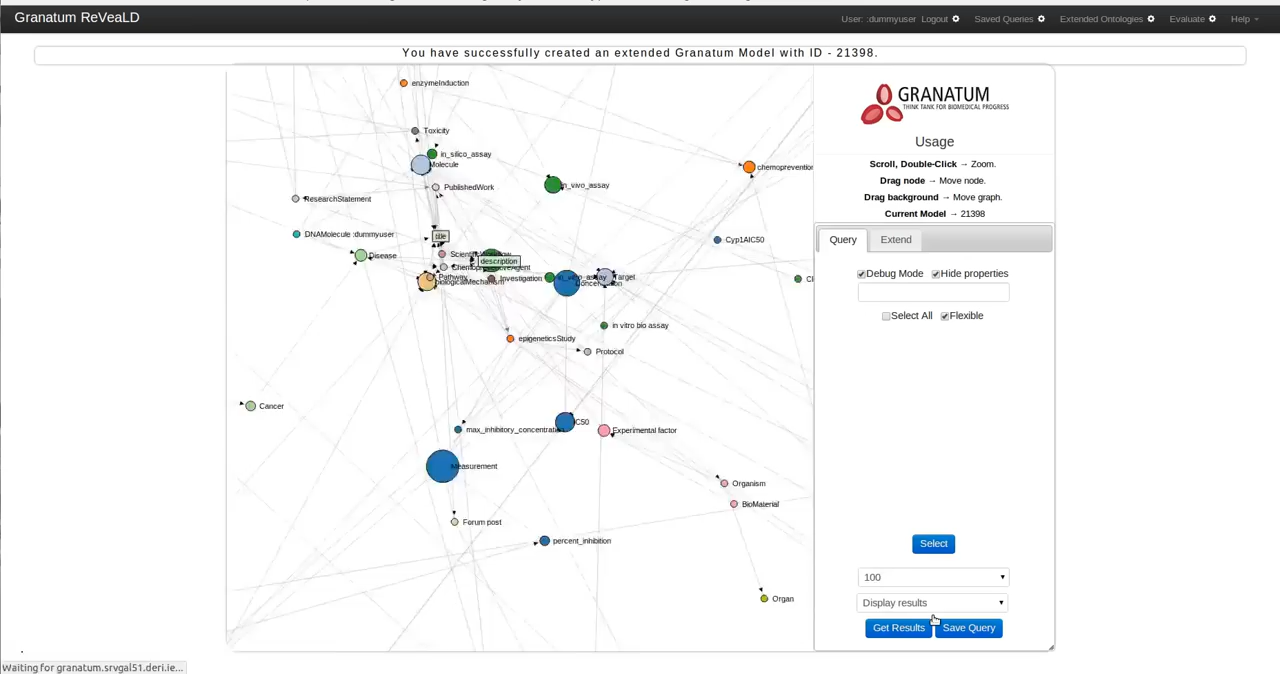 Granatum ReVeaLD
User: :dummyuser Logout
Saved Queries
Extended Ontologies
Evaluate
Help
You have successfully created an extended Granatum Model with ID - 21398.
enzymeInduction
Toxicity
in_silico_assay
Molecule
PublishedWork
in_vivo_assay
chemoprevention
ResearchStatement
DNAMolecule :dummyuser
title
Cyp1AIC50
Disease
description
Investigation
Target
Pathway
in vitro bio assay
epigeneticsStudy
Protocol
Cancer
max_inhibitory_concentration
IC50
Experimental factor
Measurement
Organism
BioMaterial
Forum post
percent_inhibition
Organ
GRANATUM
THINK TANK FOR BIOMEDICAL PROGRESS
Usage
Scroll, Double-Click → Zoom.
Drag node → Move node.
Drag background → Move graph.
Current Model → 21398
Query
Extend
Debug Mode
Hide properties
Select All
Flexible
Select
100
Display results
Get Results
Save Query
Waiting for granatum.srvgal51.deri.ie...